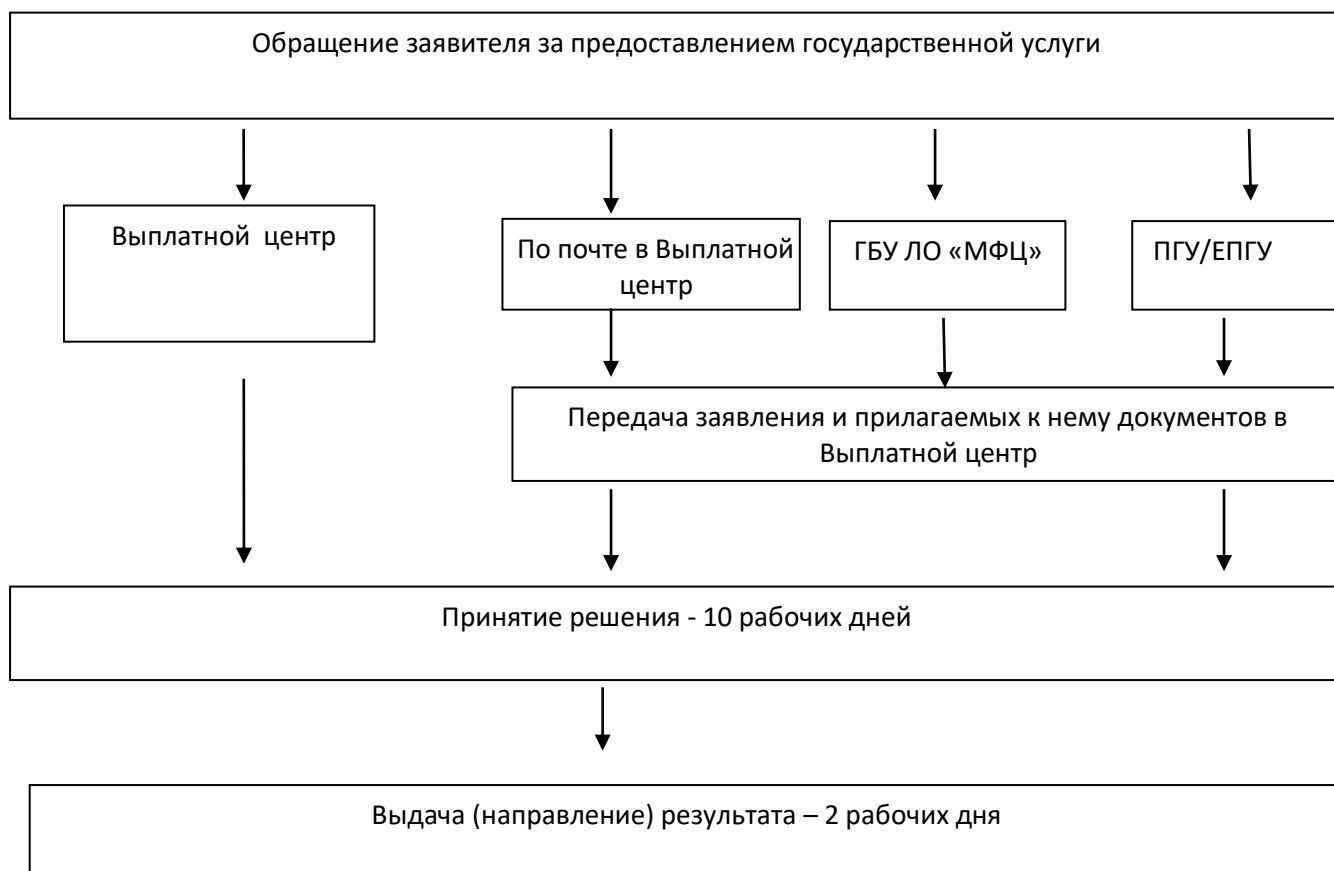 Обращение заявителя за предоставлением государственной услуги
Выплатной центр
По почте в Выплатной
центр
ГБУ ЛО «МФЦ»
ПГУ/ЕПГУ
Передача заявления и прилагаемых к нему документов в
Выплатной центр
Принятие решения - 10 рабочих дней
Выдача (направление) результата – 2 рабочих дня